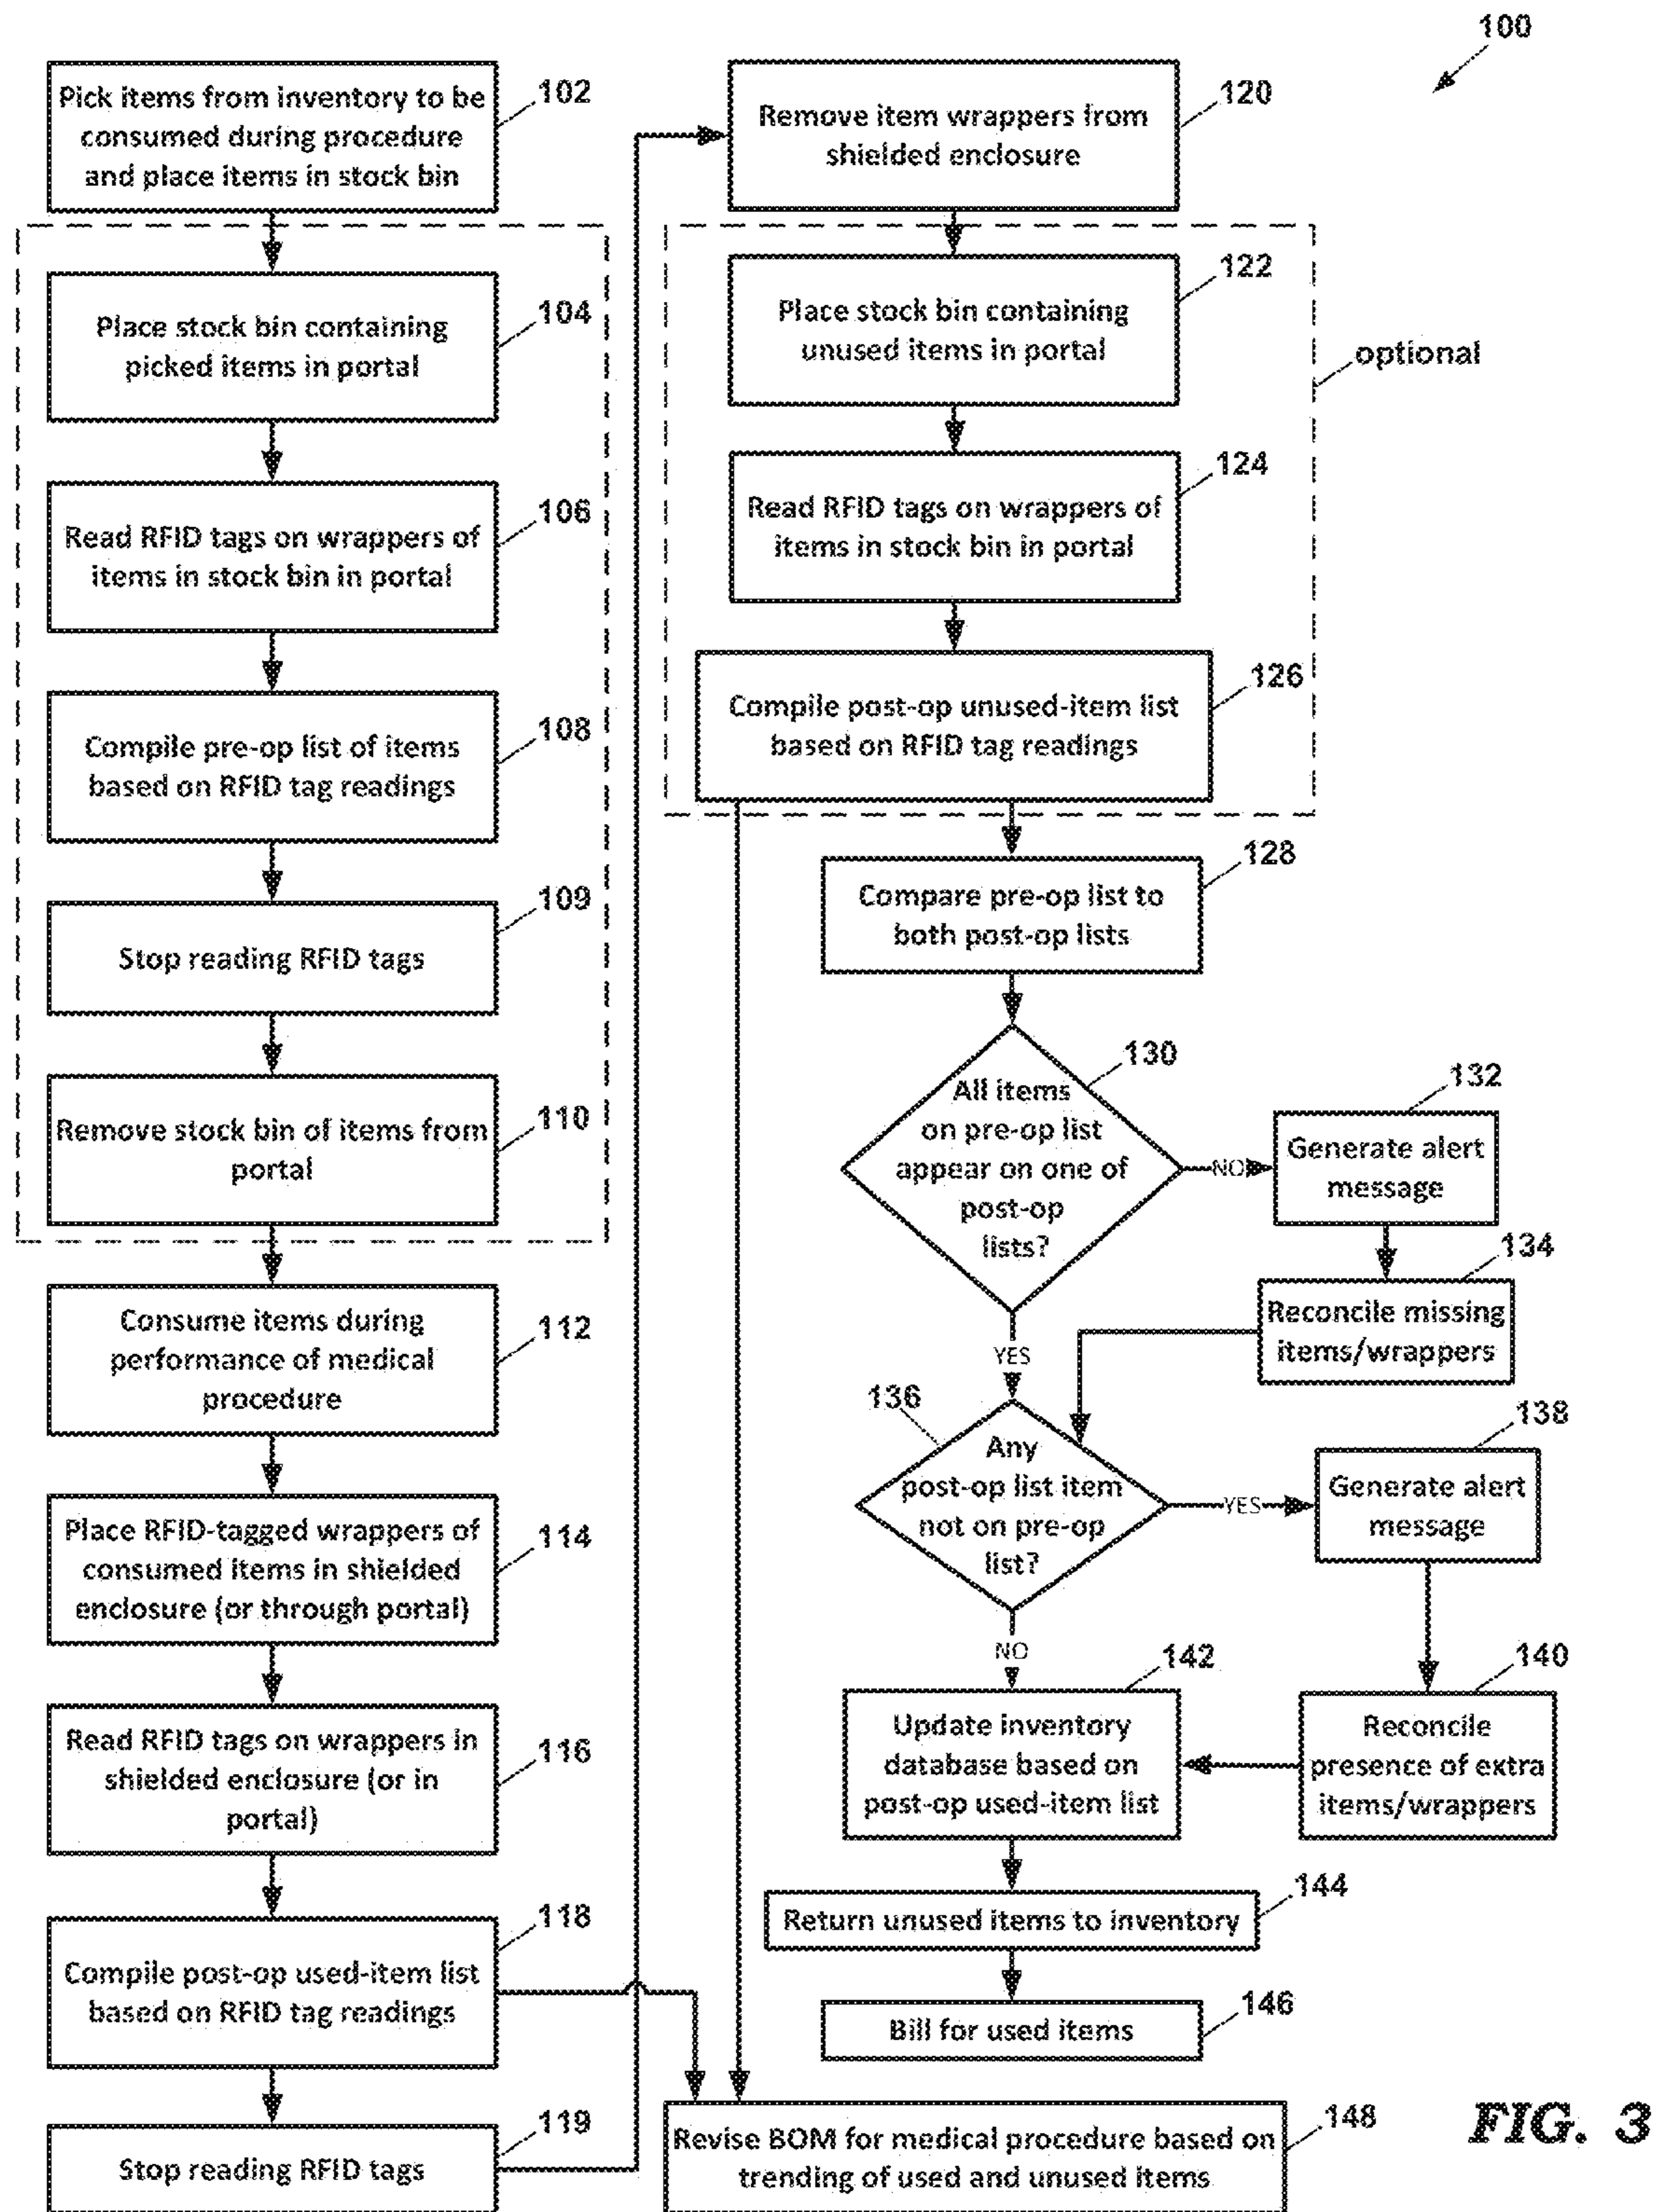 100
Pick items from inventory to be
consumed during procedure
and place items in stock bin
102
Place stock bin containing
picked items in portal
104
Read RFID tags on wrappers of
items in stock bin in portal
106
Compile pre-op list of items
based on RFID tag readings
108
Stop reading RFID tags
109
Remove stock bin of items from
portal
110
Consume items during
performance of medical
procedure
112
Place RFID-tagged wrappers of
consumed items in shielded
enclosure (or through portal)
114
Read RFID tags on wrappers in
shielded enclosure (or in
portal)
116
Compile post-op used-item list
based on RFID tag readings
118
Stop reading RFID tags
119
Remove item wrappers from
shielded enclosure
120
Place stock bin containing
unused items in portal
122
optional
Read RFID tags on wrappers of
items in stock bin in portal
124
Compile post-op unused-item list
based on RFID tag readings
126
Compare pre-op list to
both post-op lists
128
All items
on pre-op list
appear on one of
post-op
lists?
130
NO
Generate alert
message
132
Reconcile missing
items/wrappers
134
YES
Any
post-op list item
not on pre-op
list?
136
YES
Generate alert
message
138
Reconcile
presence of extra
items/wrappers
140
NO
Update inventory
database based on
post-op used-item list
142
Return unused items to inventory
144
Bill for used items
146
Revise BOM for medical procedure based on
trending of used and unused items
148
FIG. 3